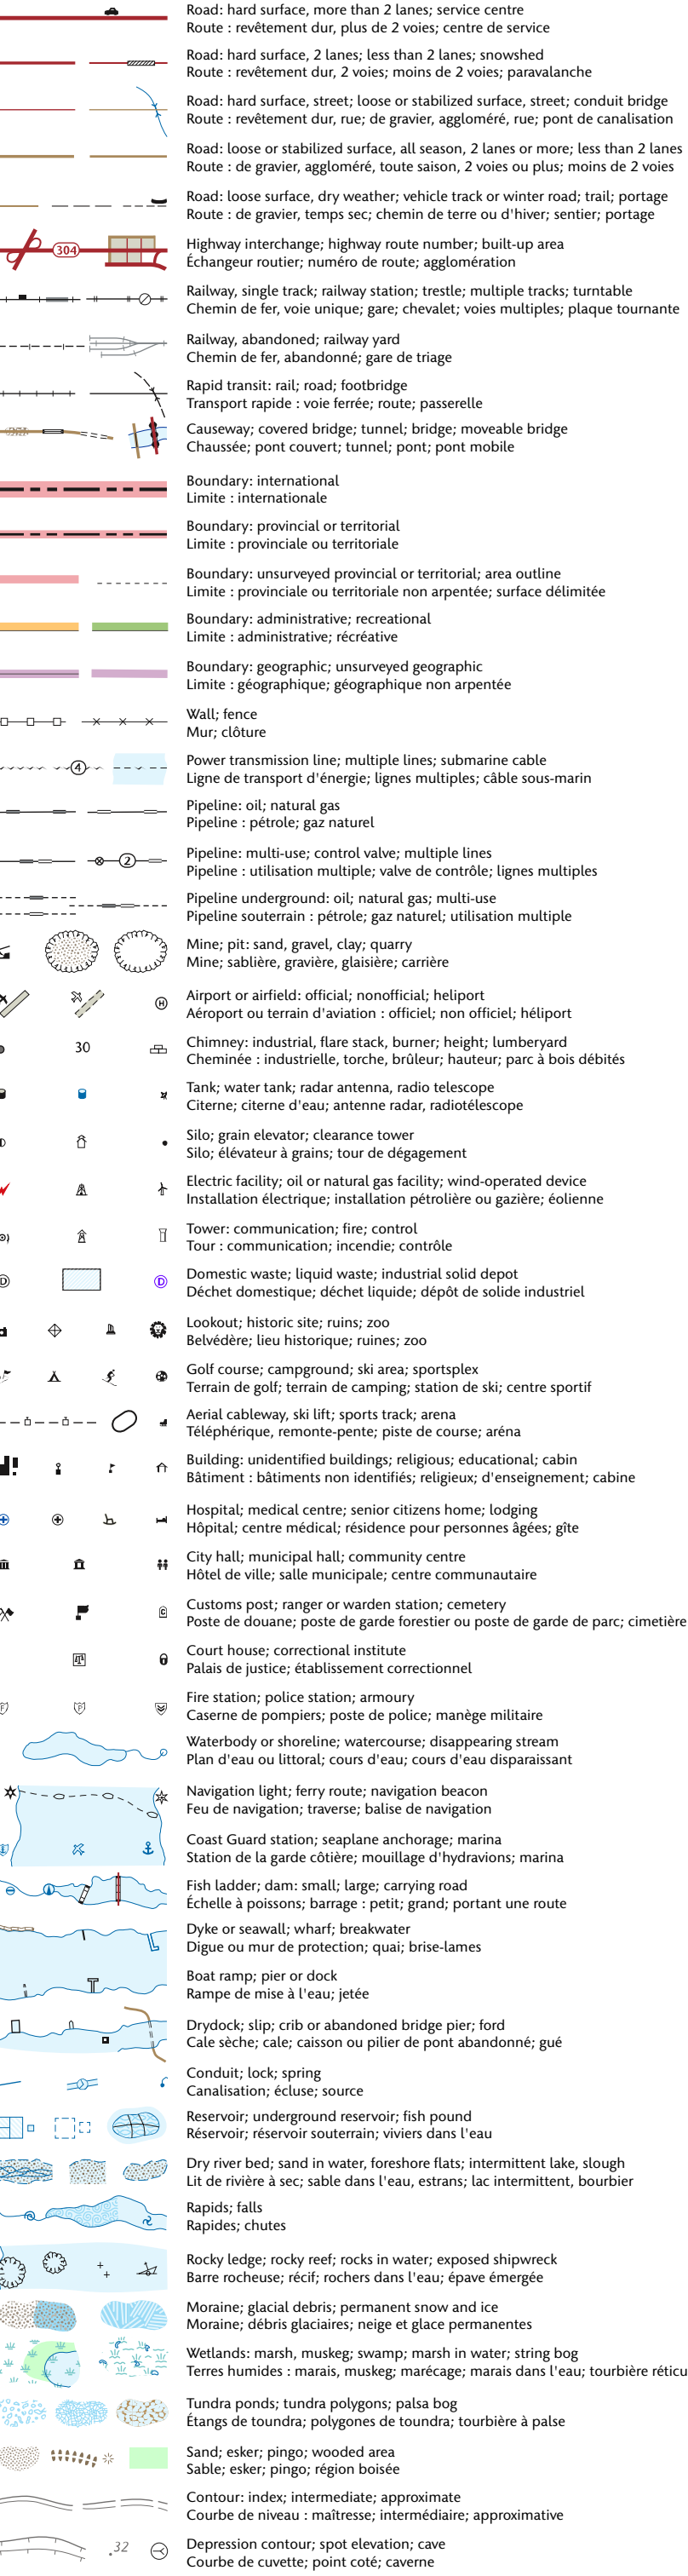 Road: hard surface, more than 2 lanes; service centre
Route : revêtement dur, plus de 2 voies; centre de service
Road: hard surface, 2 lanes; less than 2 lanes; snowshed
Route : revêtement dur, 2 voies; moins de 2 voies; paravalanche
Road: hard surface, street; loose or stabilized surface, street; conduit bridge
Route : revêtement dur, rue; de gravier, aggloméré, rue; pont de canalisation
Road: loose or stabilized surface, all season, 2 lanes or more; less than 2 lanes
Route : de gravier, aggloméré, toute saison, 2 voies ou plus; moins de 2 voies
Road: loose surface, dry weather; vehicle track or winter road; trail; portage
Route : de gravier, temps sec; chemin de terre ou d'hiver; sentier; portage
304
Highway interchange; highway route number; built-up area
Échangeur routier; numéro de route; agglomération
Railway, single track; railway station; trestle; multiple tracks; turntable
Chemin de fer, voie unique; gare; chevalet; voies multiples; plaque tournante
Railway, abandoned; railway yard
Chemin de fer, abandonné; gare de triage
Rapid transit: rail; road; footbridge
Transport rapide : voie ferrée; route; passerelle
Causeway; covered bridge; tunnel; bridge; moveable bridge
Chaussée; pont couvert; tunnel; pont; pont mobile
Boundary: international
Limite : internationale
Boundary: provincial or territorial
Limite : provinciale ou territoriale
Boundary: unsurveyed provincial or territorial; area outline
Limite : provinciale ou territoriale non arpentée; surface délimitée
Boundary: administrative; recreational
Limite : administrative; récréative
Boundary: geographic; unsurveyed geographic
Limite : géographique; géographique non arpentée
Wall; fence
Mur; clôture
4
Power transmission line; multiple lines; submarine cable
Ligne de transport d'énergie; lignes multiples; câble sous-marin
Pipeline: oil; natural gas
Pipeline : pétrole; gaz naturel
2
Pipeline: multi-use; control valve; multiple lines
Pipeline : utilisation multiple; valve de contrôle; lignes multiples
Pipeline underground: oil; natural gas; multi-use
Pipeline souterrain : pétrole; gaz naturel; utilisation multiple
Mine; pit: sand, gravel, clay; quarry
Mine; sablière, gravière, glaisière; carrière
H
Airport or airfield: official; nonofficial; heliport
Aéroport ou terrain d'aviation : officiel; non officiel; héliport
30
Chimney: industrial, flare stack, burner; height; lumberyard
Cheminée : industrielle, torche, brûleur; hauteur; parc à bois débités
Tank; water tank; radar antenna, radio telescope
Citerne; citerne d'eau; antenne radar, radiotélescope
Silo; grain elevator; clearance tower
Silo; élévateur à grains; tour de dégagement
Electric facility; oil or natural gas facility; wind-operated device
Installation électrique; installation pétrolière ou gazière; éolienne
Tower: communication; fire; control
Tour : communication; incendie; contrôle
D D
Domestic waste; liquid waste; industrial solid depot
Déchet domestique; déchet liquide; dépôt de solide industriel
Lookout; historic site; ruins; zoo
Belvédère; lieu historique; ruines; zoo
Golf course; campground; ski area; sportsplex
Terrain de golf; terrain de camping; station de ski; centre sportif
Aerial cableway, ski lift; sports track; arena
Téléphérique, remonte-pente; piste de course; aréna
Building: unidentified buildings; religious; educational; cabin
Bâtiment : bâtiments non identifiés; religieux; d'enseignement; cabine
Hospital; medical centre; senior citizens home; lodging
Hôpital; centre médical; résidence pour personnes âgées; gîte
City hall; municipal hall; community centre
Hôtel de ville; salle municipale; centre communautaire
C
Customs post; ranger or warden station; cemetery
Poste de douane; poste de garde forestier ou poste de garde de parc; cimetière
Court house; correctional institute
Palais de justice; établissement correctionnel
F P
Fire station; police station; armoury
Caserne de pompiers; poste de police; manège militaire
Waterbody or shoreline; watercourse; disappearing stream
Plan d'eau ou littoral; cours d'eau; cours d'eau disparaissant
Navigation light; ferry route; navigation beacon
Feu de navigation; traverse; balise de navigation
Coast Guard station; seaplane anchorage; marina
Station de la garde côtière; mouillage d'hydravions; marina
Fish ladder; dam: small; large; carrying road
Échelle à poissons; barrage : petit; grand; portant une route
Dyke or seawall; wharf; breakwater
Digue ou mur de protection; quai; brise-lames
Boat ramp; pier or dock
Rampe de mise à l'eau; jetée
Drydock; slip; crib or abandoned bridge pier; ford
Cale sèche; cale; caisson ou pilier de pont abandonné; gué
Conduit; lock; spring
Canalisation; écluse; source
Reservoir; underground reservoir; fish pound
Réservoir; réservoir souterrain; viviers dans l'eau
Dry river bed; sand in water, foreshore flats; intermittent lake, slough
Lit de rivière à sec; sable dans l'eau, estrans; lac intermittent, bourbier
Rapids; falls
Rapides; chutes
Rocky ledge; rocky reef; rocks in water; exposed shipwreck
Barre rocheuse; récif; rochers dans l'eau; épave émergée
Moraine; glacial debris; permanent snow and ice
Moraine; débris glaciaires; neige et glace permanentes
Wetlands: marsh, muskeg; swamp; marsh in water; string bog
Terres humides : marais, muskeg; marécage; marais dans l'eau; tourbière réticu
Tundra ponds; tundra polygons; palsa bog
Étangs de toundra; polygones de toundra; tourbière à palse
Sand; esker; pingo; wooded area
Sable; esker; pingo; région boisée
Contour: index; intermediate; approximate
Courbe de niveau : maîtresse; intermédiaire; approximative
.32
Depression contour; spot elevation; cave
Courbe de cuvette; point coté; caverne